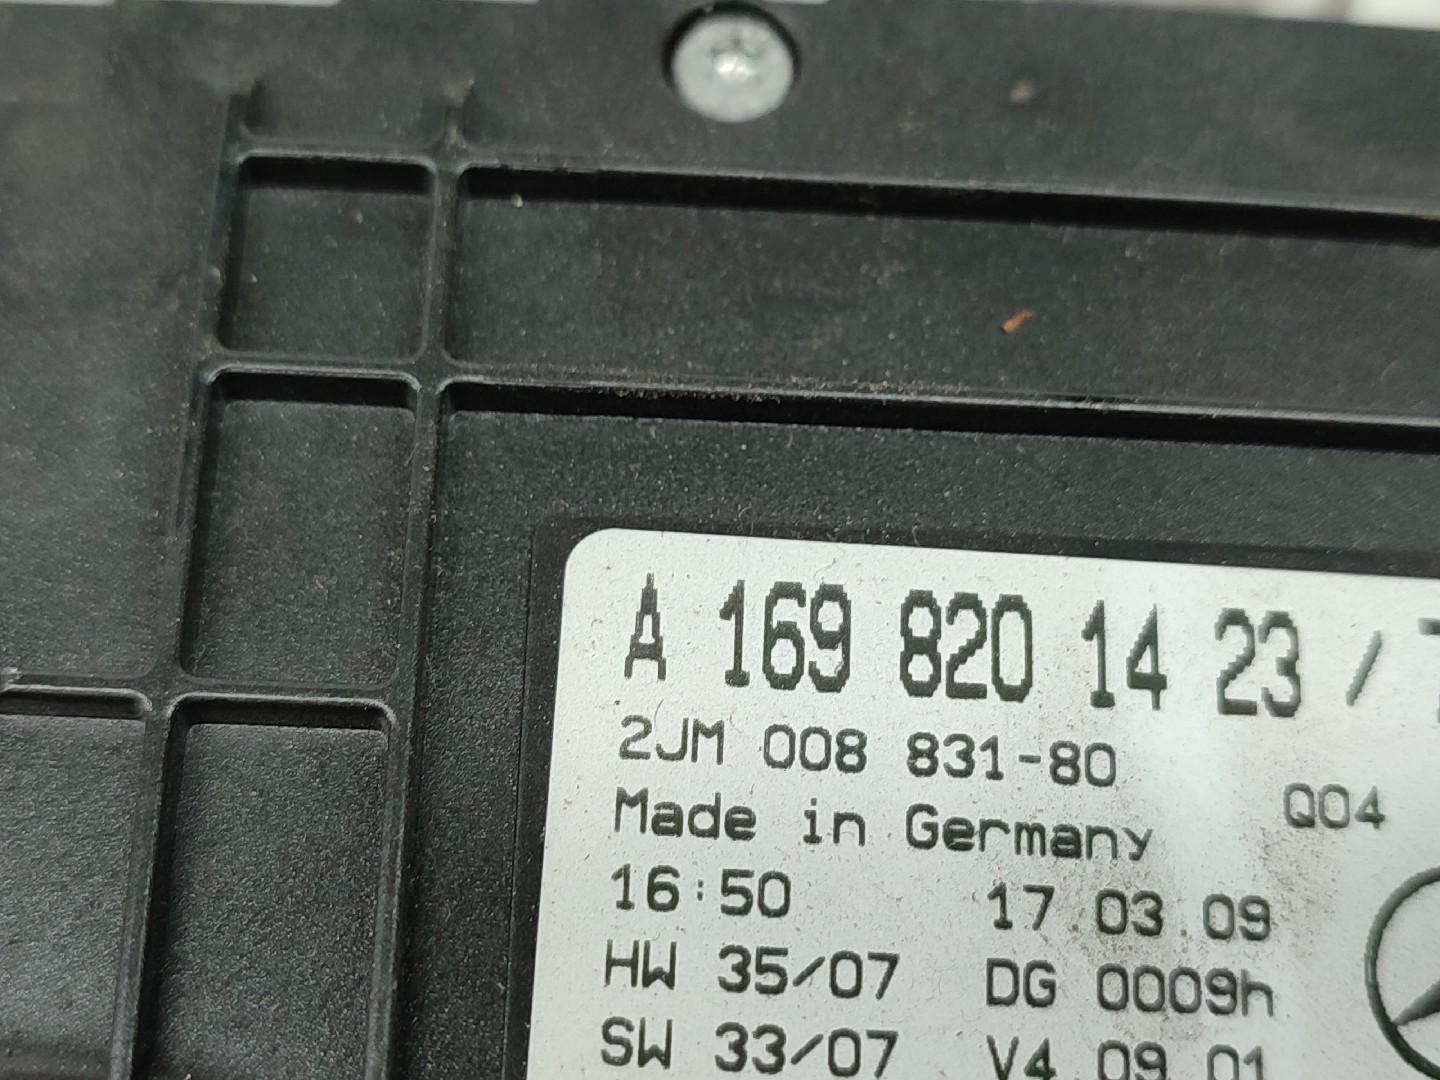 A 169 820 14 23 /
2JM 008 831-80
Q04
Made in Germany
16:50 17.03.09
HW 35/07 DG 0009h
SW 33/07 V4 09 01